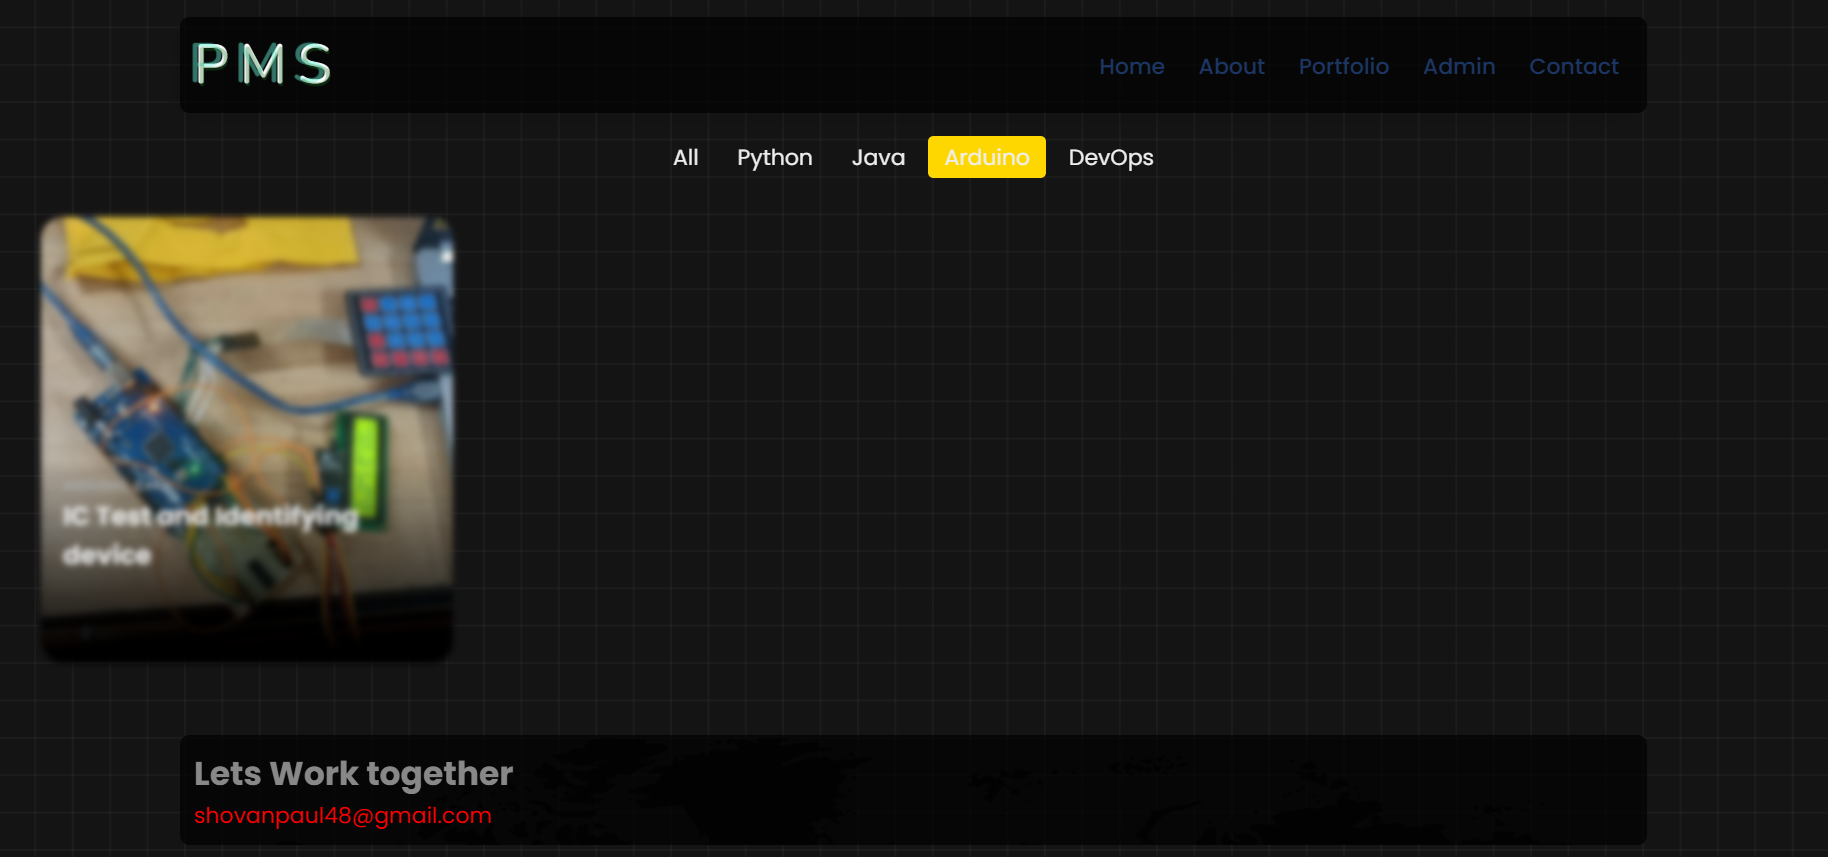 PMS
Home About Portfolio Admin Contact
All Python Java Arduino DevOps
IC Test and Identifying
device
Lets Work together
shovanpaul48@gmail.com